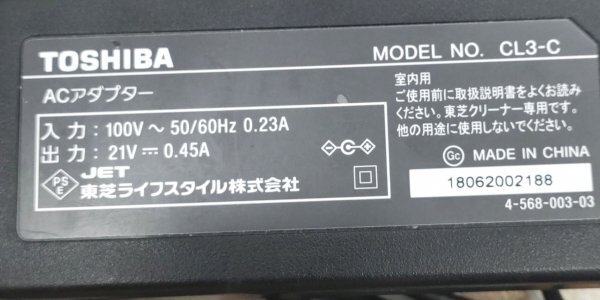 TOSHIBA
MODEL NO. CL3-C
ACアダプター
入力：100V～50/60Hz 0.23A
出力：21V⎓0.45A
PS
E
JET
東芝ライフスタイル株式会社
室内用
ご使用前に取扱説明書をよくお読み
ください。東芝クリーナー専用です。
他の用途に使用しないでください。
Gc MADE IN CHINA
18062002188
4-568-003-03